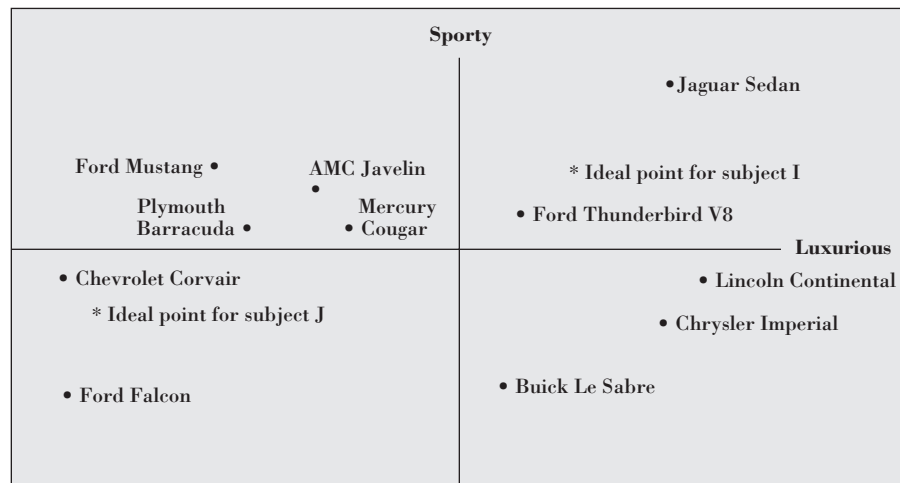 Sporty
• Jaguar Sedan
Ford Mustang •
AMC Javelin
•
* Ideal point for subject I
Plymouth
Barracuda •
Mercury
• Cougar
• Ford Thunderbird V8
Luxurious
• Chevrolet Corvair
• Lincoln Continental
* Ideal point for subject J
• Chrysler Imperial
• Buick Le Sabre
• Ford Falcon